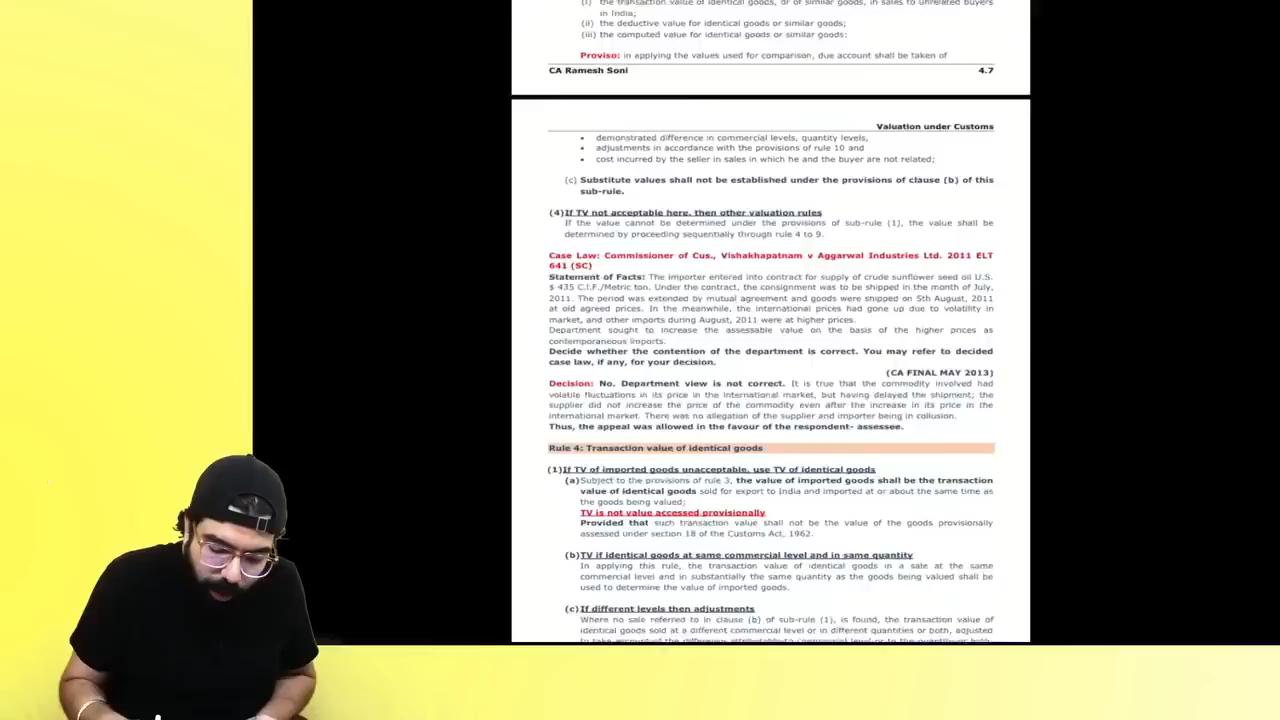 (i) the transaction value of identical goods, or of similar goods, in sales to unrelated buyers
in India;
(ii) the deductive value for identical goods or similar goods;
(iii) the computed value for identical goods or similar goods:
Proviso: in applying the values used for comparison, due account shall be taken of
CA Ramesh Soni 4.7
Valuation under Customs
• demonstrated difference in commercial levels, quantity levels,
• adjustments in accordance with the provisions of rule 10 and
• cost incurred by the seller in sales in which he and the buyer are not related;
(c) Substitute values shall not be established under the provisions of clause (b) of this
sub-rule.
(4)If TV not acceptable here, then other valuation rules
If the value cannot be determined under the provisions of sub-rule (1), the value shall be
determined by proceeding sequentially through rule 4 to 9.
Case Law: Commissioner of Cus., Vishakhapatnam v Aggarwal Industries Ltd. 2011 ELT
641 (SC)
Statement of Facts: The importer entered into contract for supply of crude sunflower seed oil U.S.
$ 435 C.I.F./Metric ton. Under the contract, the consignment was to be shipped in the month of July,
2011. The period was extended by mutual agreement and goods were shipped on 5th August, 2011
at old agreed prices. In the meanwhile, the international prices had gone up due to volatility in
market, and other imports during August, 2011 were at higher prices.
Department sought to increase the assessable value on the basis of the higher prices as
contemporaneous imports.
Decide whether the contention of the department is correct. You may refer to decided
case law, if any, for your decision.
(CA FINAL MAY 2013)
Decision: No. Department view is not correct. It is true that the commodity involved had
volatile fluctuations in its price in the international market, but having delayed the shipment; the
supplier did not increase the price of the commodity even after the increase in its price in the
international market. There was no allegation of the supplier and importer being in collusion.
Thus, the appeal was allowed in the favour of the respondent- assessee.
Rule 4: Transaction value of identical goods
(1)If TV of imported goods unacceptable, use TV of identical goods
(a)Subject to the provisions of rule 3, the value of imported goods shall be the transaction
value of identical goods sold for export to India and imported at or about the same time as
the goods being valued;
TV is not value accessed provisionally
Provided that such transaction value shall not be the value of the goods provisionally
assessed under section 18 of the Customs Act, 1962.
(b)TV if identical goods at same commercial level and in same quantity
In applying this rule, the transaction value of identical goods in a sale at the same
commercial level and in substantially the same quantity as the goods being valued shall be
used to determine the value of imported goods.
(c)If different levels then adjustments
Where no sale referred to in clause (b) of sub-rule (1), is found, the transaction value of
identical goods sold at a different commercial level or in different quantities or both, adjusted
to take account of the difference attributable to commercial level or to the quantity or both,